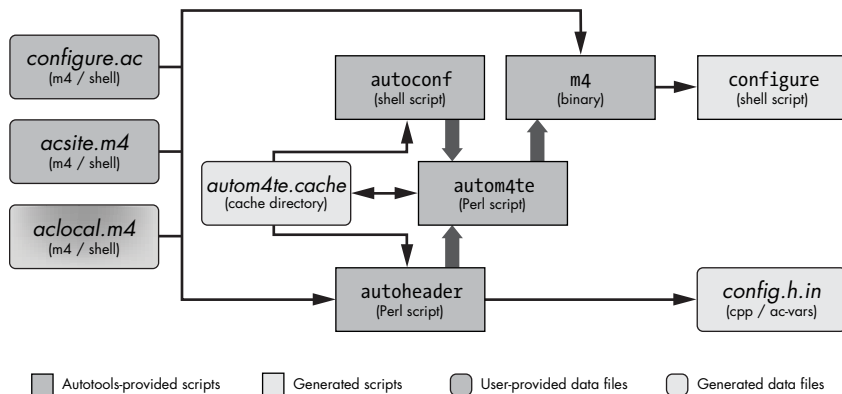 configure.ac
(m4 / shell)
acsite.m4
(m4 / shell)
aclocal.m4
(m4 / shell)
autoconf
(shell script)
m4
(binary)
configure
(shell script)
autom4te.cache
(cache directory)
autom4te
(Perl script)
autoheader
(Perl script)
config.h.in
(cpp / ac-vars)
Autotools-provided scripts
Generated scripts
User-provided data files
Generated data files